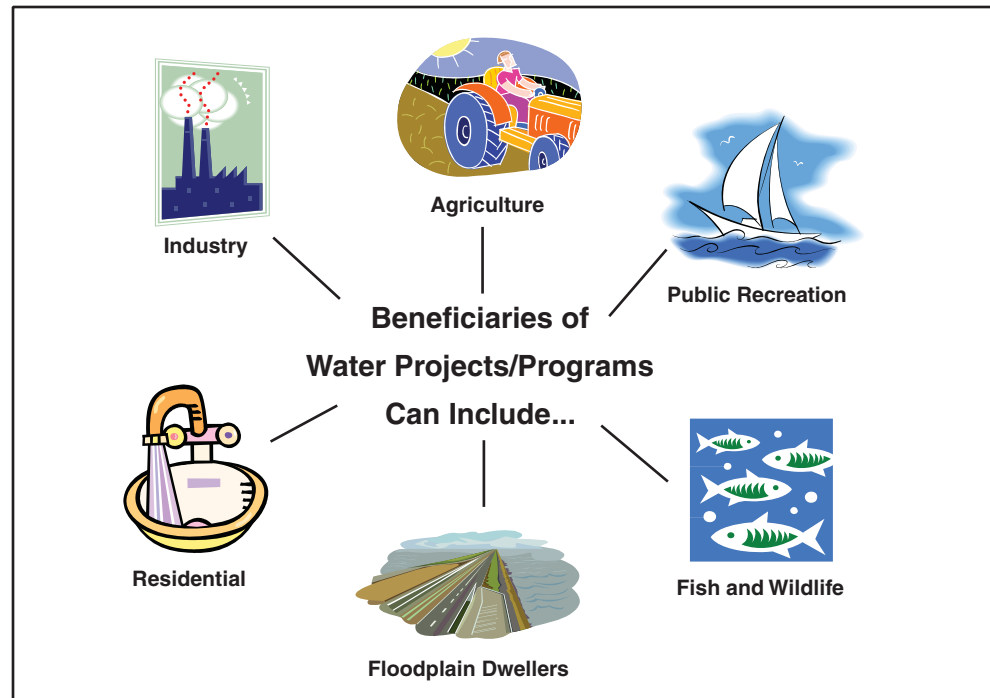 Agriculture
Industry
Public Recreation
Beneficiaries of
Water Projects/Programs
Can Include...
Residential
Fish and Wildlife
Floodplain Dwellers